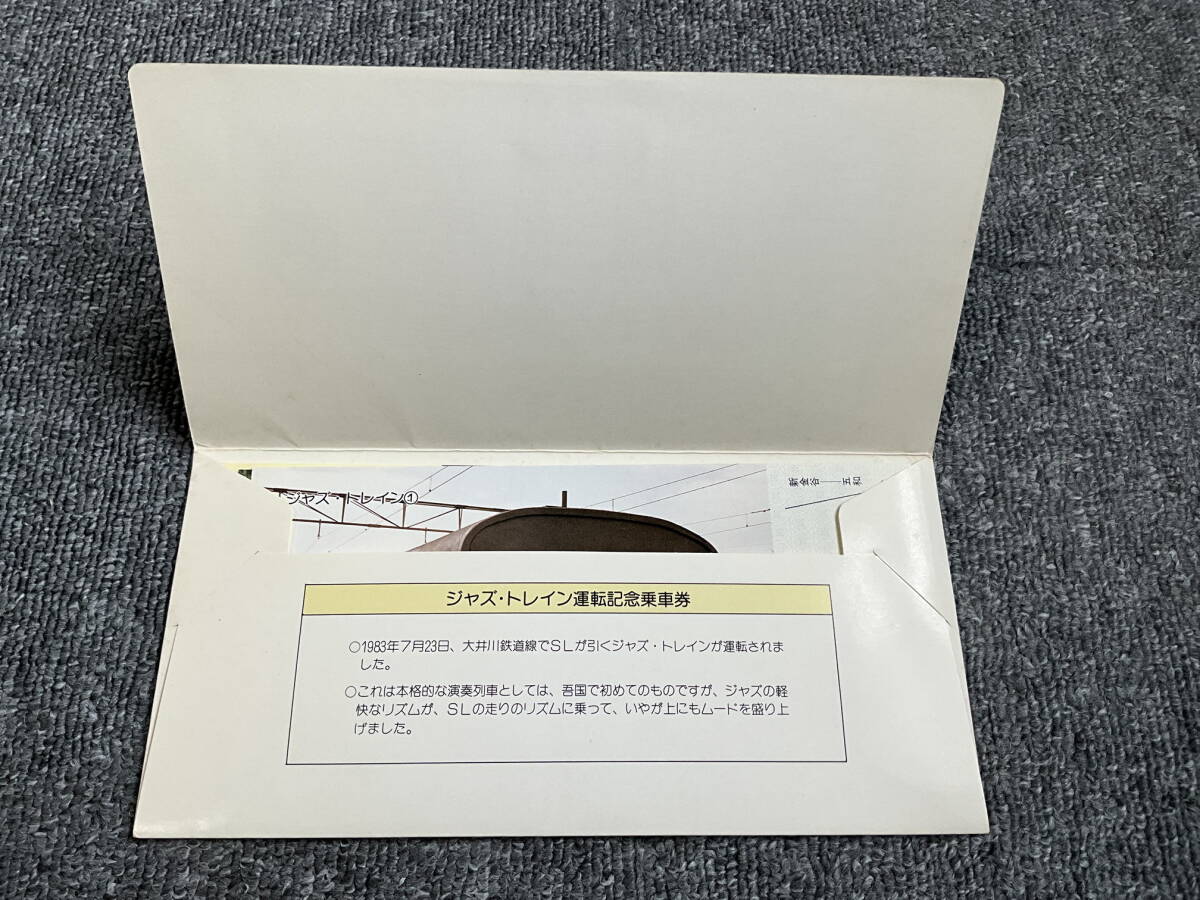 ジャズ・トレイン①
新金谷──五和
ジャズ・トレイン運転記念乗車券
○1983年7月23日、大井川鉄道線でSLが引くジャズ・トレインが運転されま
した。
○これは本格的な演奏列車としては、吾国で初めてのものですが、ジャズの軽
快なリズムが、SLの走りのリズムに乗って、いやが上にもムードを盛り上
げました。